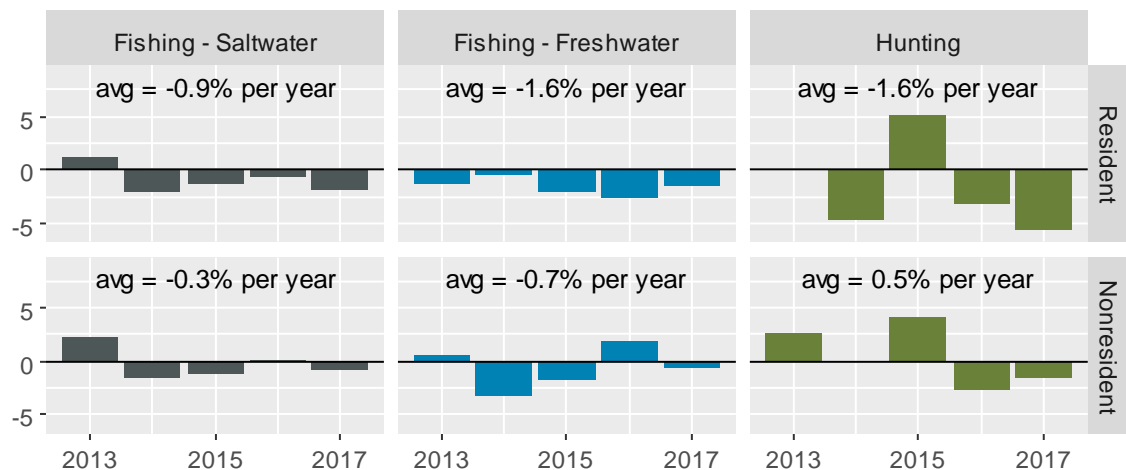 Fishing - Saltwater
Fishing - Freshwater
Hunting
avg = -0.9% per year
avg = -1.6% per year
avg = -1.6% per year
Resident
5
0
-5
avg = -0.3% per year
avg = -0.7% per year
avg = 0.5% per year
Nonresident
5
0
-5
2013 2015 2017
2013 2015 2017
2013 2015 2017